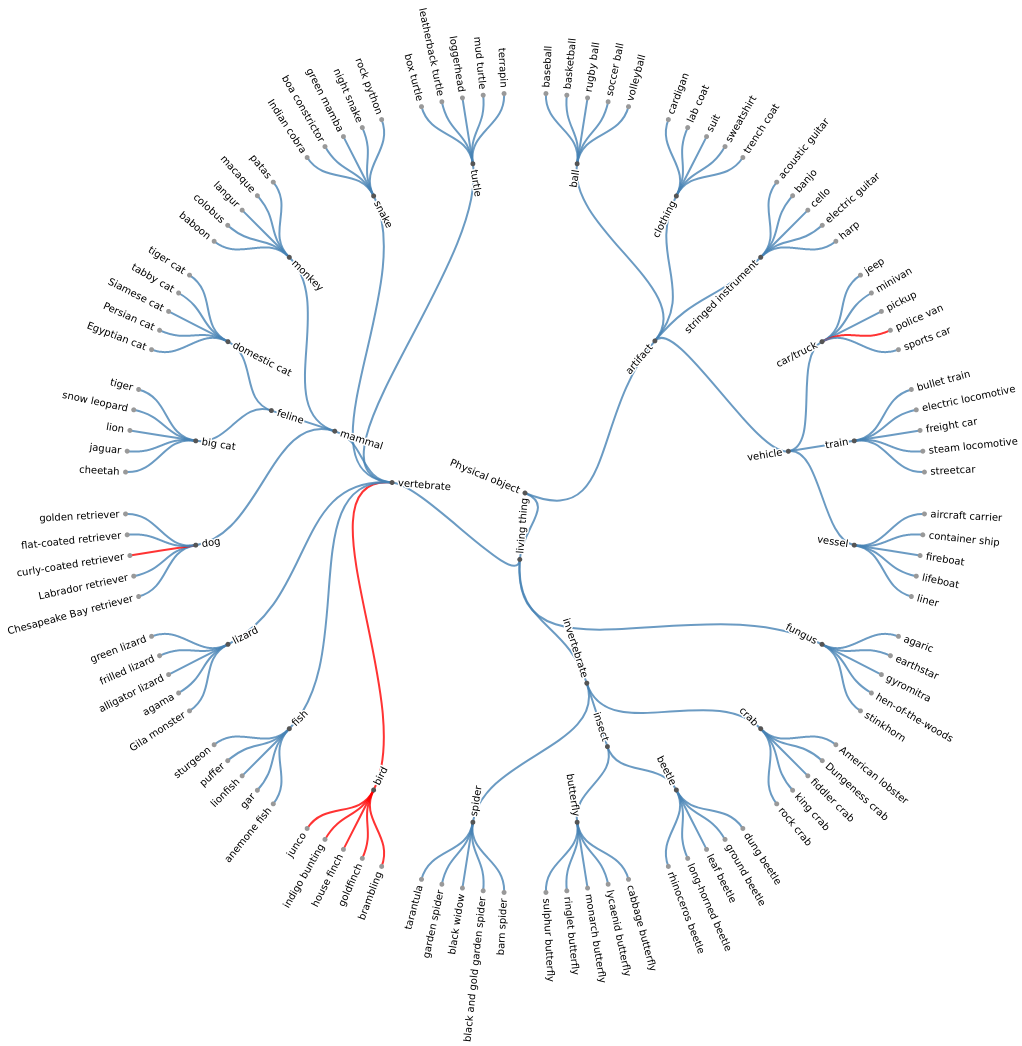 Physical object
living thing
artifact
ball
baseball
basketball
rugby ball
soccer ball
volleyball
clothing
cardigan
lab coat
suit
sweatshirt
trench coat
stringed instrument
acoustic guitar
banjo
cello
electric guitar
harp
vehicle
car/truck
jeep
minivan
pickup
police van
sports car
train
bullet train
electric locomotive
freight car
steam locomotive
streetcar
vessel
aircraft carrier
container ship
fireboat
lifeboat
liner
fungus
agaric
earthstar
gyromitra
hen-of-the-woods
stinkhorn
invertebrate
crab
American lobster
Dungeness crab
fiddler crab
king crab
rock crab
insect
beetle
dung beetle
ground beetle
leaf beetle
long-horned beetle
rhinoceros beetle
butterfly
cabbage butterfly
lycaenid butterfly
monarch butterfly
ringlet butterfly
sulphur butterfly
spider
barn spider
black and gold garden spider
black widow
garden spider
tarantula
vertebrate
bird
brambling
goldfinch
house finch
indigo bunting
junco
fish
anemone fish
gar
lionfish
puffer
sturgeon
lizard
Gila monster
agama
alligator lizard
frilled lizard
green lizard
mammal
dog
Chesapeake Bay retriever
Labrador retriever
curly-coated retriever
flat-coated retriever
golden retriever
feline
big cat
cheetah
jaguar
lion
snow leopard
tiger
domestic cat
Egyptian cat
Persian cat
Siamese cat
tabby cat
tiger cat
monkey
baboon
colobus
langur
macaque
patas
snake
Indian cobra
boa constrictor
green mamba
night snake
rock python
turtle
box turtle
leatherback turtle
loggerhead
mud turtle
terrapin